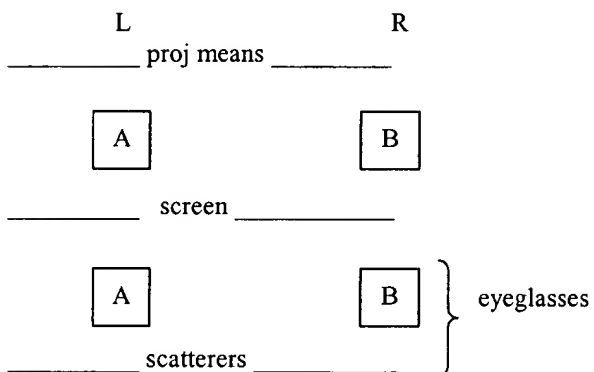 L R
proj means
A B
screen
A B
eyeglasses
scatterers